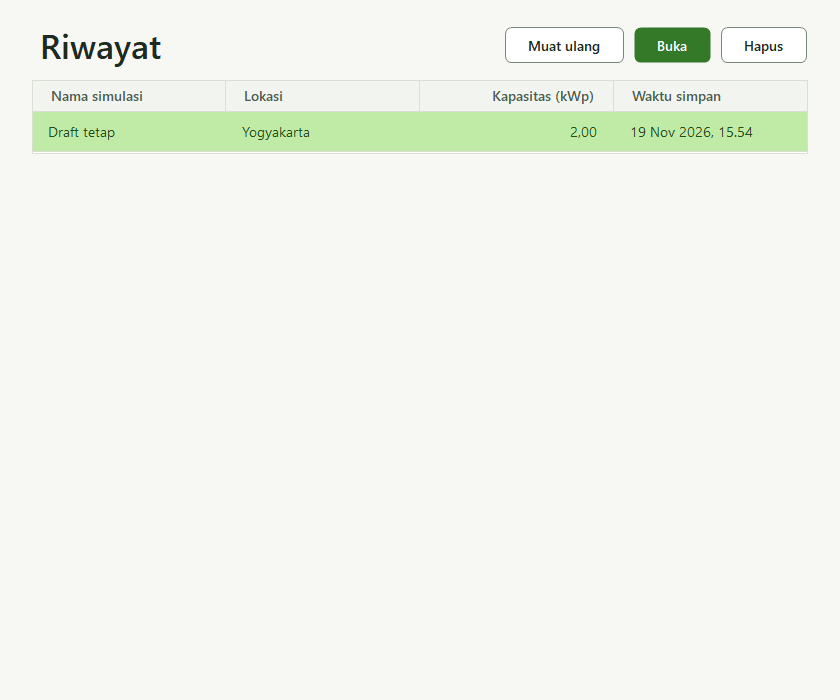 Riwayat
Muat ulang
Buka
Hapus
Nama simulasi Lokasi Kapasitas (kWp) Waktu simpan
Draft tetap Yogyakarta 2,00 19 Nov 2026, 15.54